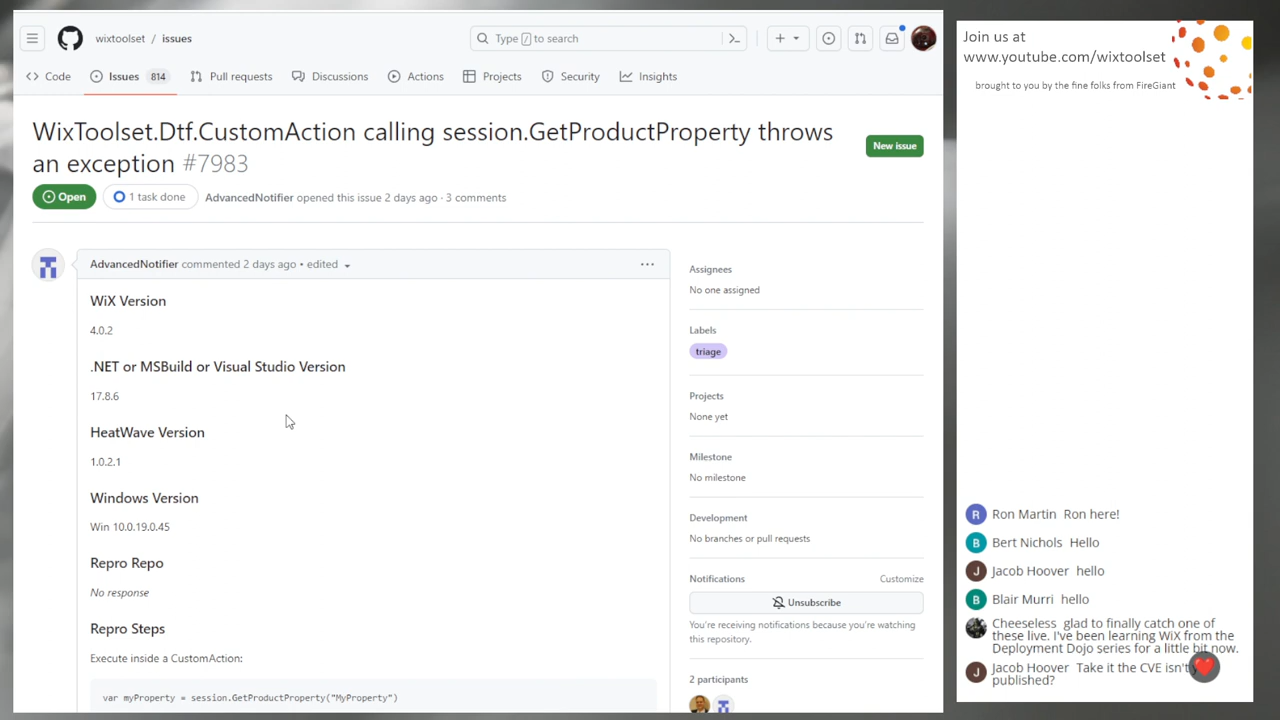 wixtoolset / issues
Type / to search
Code
Issues 814
Pull requests
Discussions
Actions
Projects
Security
Insights
WixToolset.Dtf.CustomAction calling session.GetProductProperty throws
an exception #7983
New issue
Open
1 task done
AdvancedNotifier opened this issue 2 days ago · 3 comments
AdvancedNotifier commented 2 days ago • edited
WiX Version
4.0.2
.NET or MSBuild or Visual Studio Version
17.8.6
HeatWave Version
1.0.2.1
Windows Version
Win 10.0.19.0.45
Repro Repo
No response
Repro Steps
Execute inside a CustomAction:
var myProperty = session.GetProductProperty("MyProperty")
Assignees
No one assigned
Labels
triage
Projects
None yet
Milestone
No milestone
Development
No branches or pull requests
Notifications Customize
Unsubscribe
You're receiving notifications because you're watching
this repository.
2 participants
Join us at
www.youtube.com/wixtoolset
brought to you by the fine folks from FireGiant
R Ron Martin Ron here!
B Bert Nichols Hello
J Jacob Hoover hello
B Blair Murri hello
Cheeseless glad to finally catch one of
these live. I've been learning WiX from the
Deployment Dojo series for a little bit now.
J Jacob Hoover Take it the CVE isn't
published?